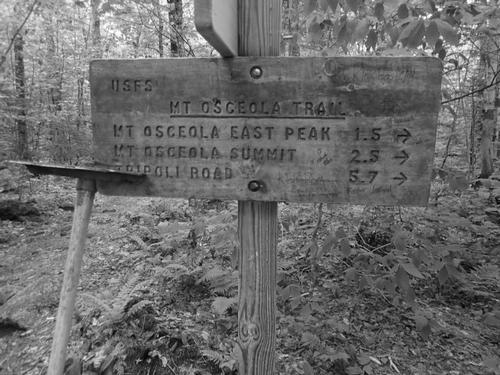 USFS
MT OSCEOLA TRAIL
MT OSCEOLA EAST PEAK 1.5 →
MT OSCEOLA SUMMIT 2.5 →
TRIPOLI ROAD 5.7 →